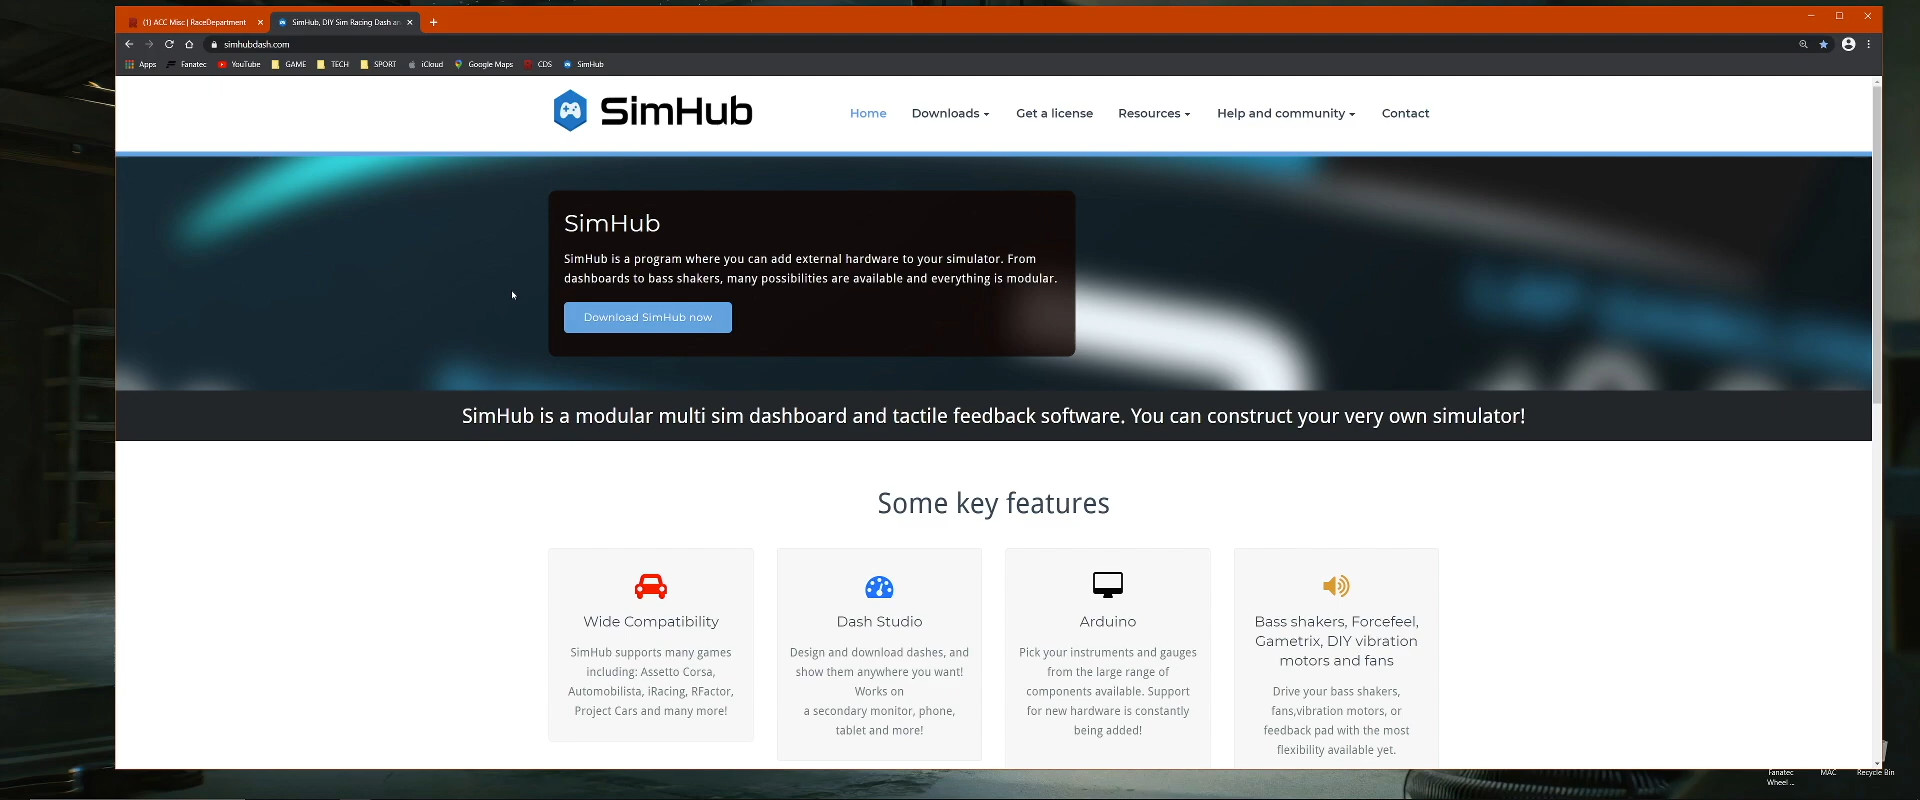 (1) ACC Misc | RaceDepartment
SimHub, DIY Sim Racing Dash an
simhubdash.com
Apps Fanatec YouTube GAME TECH SPORT iCloud Google Maps CDS SimHub
SimHub
Home Downloads Get a license Resources Help and community Contact
SimHub
SimHub is a program where you can add external hardware to your simulator. From
dashboards to bass shakers, many possibilities are available and everything is modular.
Download SimHub now
SimHub is a modular multi sim dashboard and tactile feedback software. You can construct your very own simulator!
Some key features
Wide Compatibility
SimHub supports many games
including: Assetto Corsa,
Automobilista, iRacing, RFactor,
Project Cars and many more!
Dash Studio
Design and download dashes, and
show them anywhere you want!
Works on
a secondary monitor, phone,
tablet and more!
Arduino
Pick your instruments and gauges
from the large range of
components available. Support
for new hardware is constantly
being added!
Bass shakers, Forcefeel,
Gametrix, DIY vibration
motors and fans
Drive your bass shakers,
fans,vibration motors, or
feedback pad with the most
flexibility available yet.
Fanatec
Wheel ...
MAC
Recycle Bin